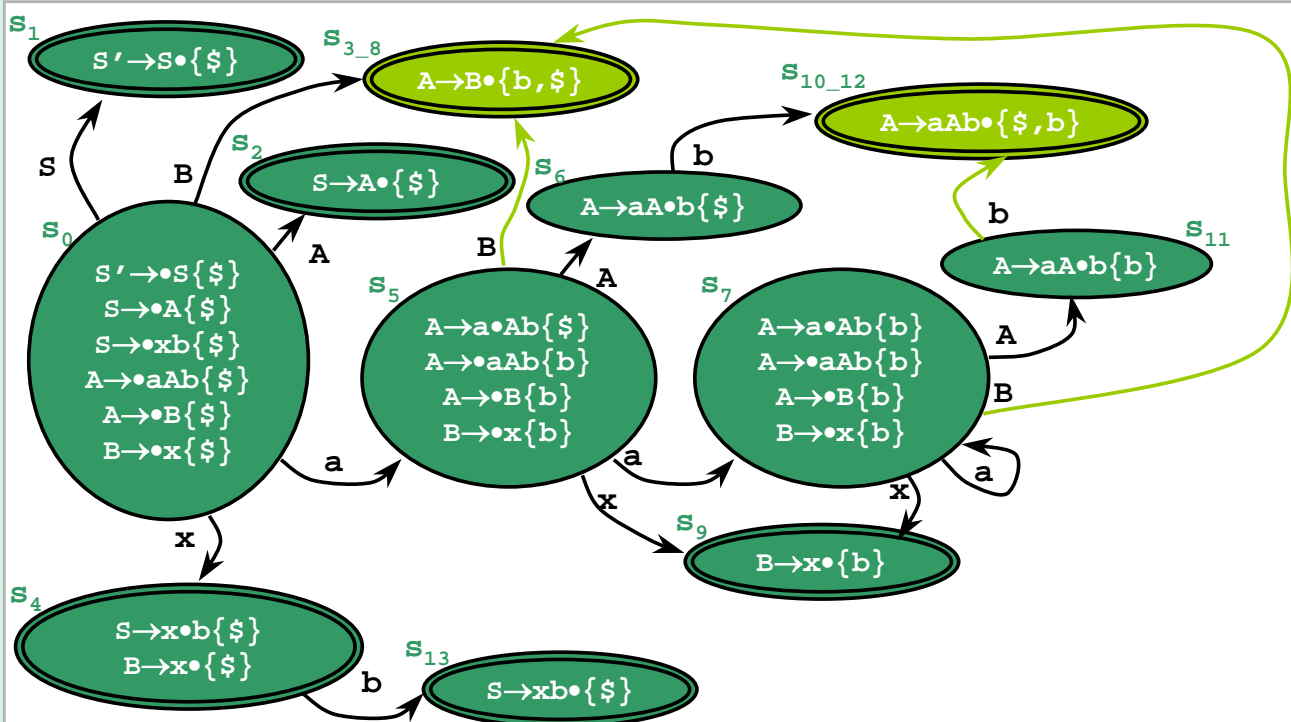 S1
S'→S•{$}
S3_8
A→B•{b,$}
S10_12
A→aAb•{$,b}
S
B
S2
S→A•{$}
S6
A→aA•b{$}
b
b
S11
A→aA•b{b}
S0
S'→•S{$}
S→•A{$}
S→•xb{$}
A→•aAb{$}
A→•B{$}
B→•x{$}
A
B
A
S5
A→a•Ab{$}
A→•aAb{b}
A→•B{b}
B→•x{b}
S7
A→a•Ab{b}
A→•aAb{b}
A→•B{b}
B→•x{b}
A
B
a
a
a
x
x
x
S9
B→x•{b}
S4
S→x•b{$}
B→x•{$}
b
S13
S→xb•{$}